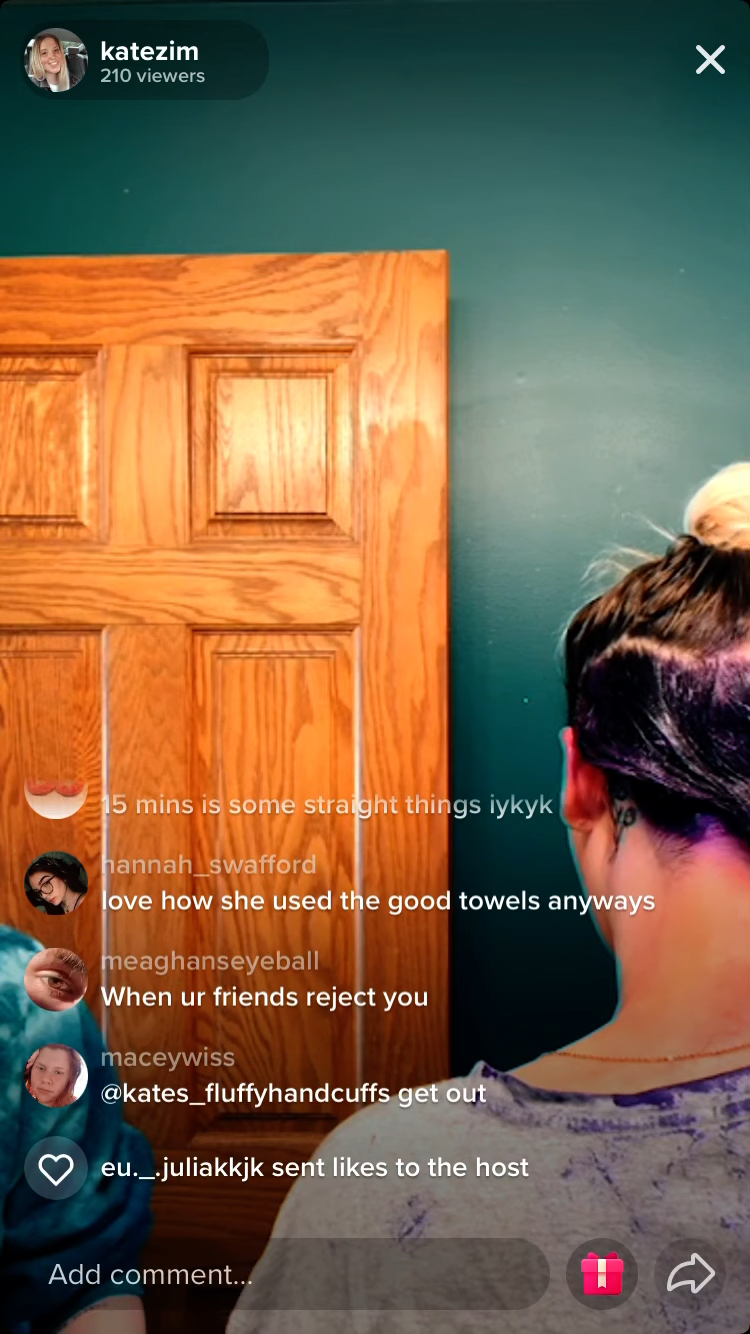 katezim
210 viewers
15 mins is some straight things iykyk
hannah_swafford
love how she used the good towels anyways
meaghanseyeball
When ur friends reject you
maceywiss
@kates_fluffyhandcuffs get out
eu._.juliakkjk sent likes to the host
Add comment...